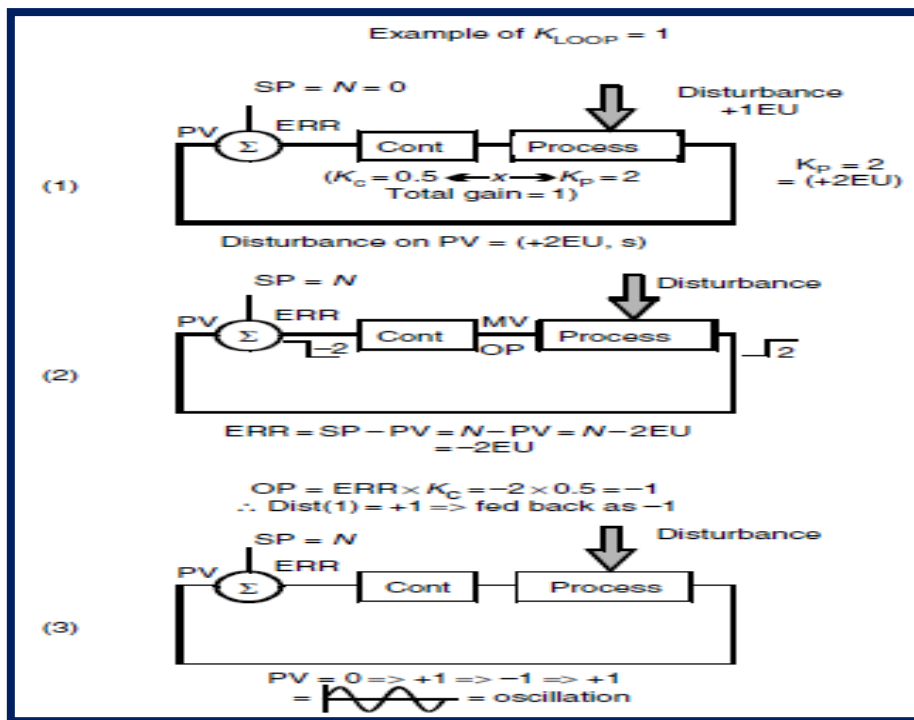 Example of K_LOOP = 1
SP = N = 0
Disturbance
+1EU
PV
ERR
Σ
Cont
Process
(1)
(K_c = 0.5 ←x→ K_P = 2
Total gain = 1)
K_P = 2
= (+2EU)
Disturbance on PV = (+2EU, s)
SP = N
Disturbance
PV
ERR
MV
Σ
Cont
Process
OP
−2
2
(2)
ERR = SP − PV = N − PV = N − 2EU
= −2EU
OP = ERR × K_c = −2 × 0.5 = −1
∴ Dist(1) = +1 => fed back as −1
SP = N
Disturbance
PV
ERR
Σ
Cont
Process
(3)
PV = 0 => +1 => −1 => +1
= = oscillation